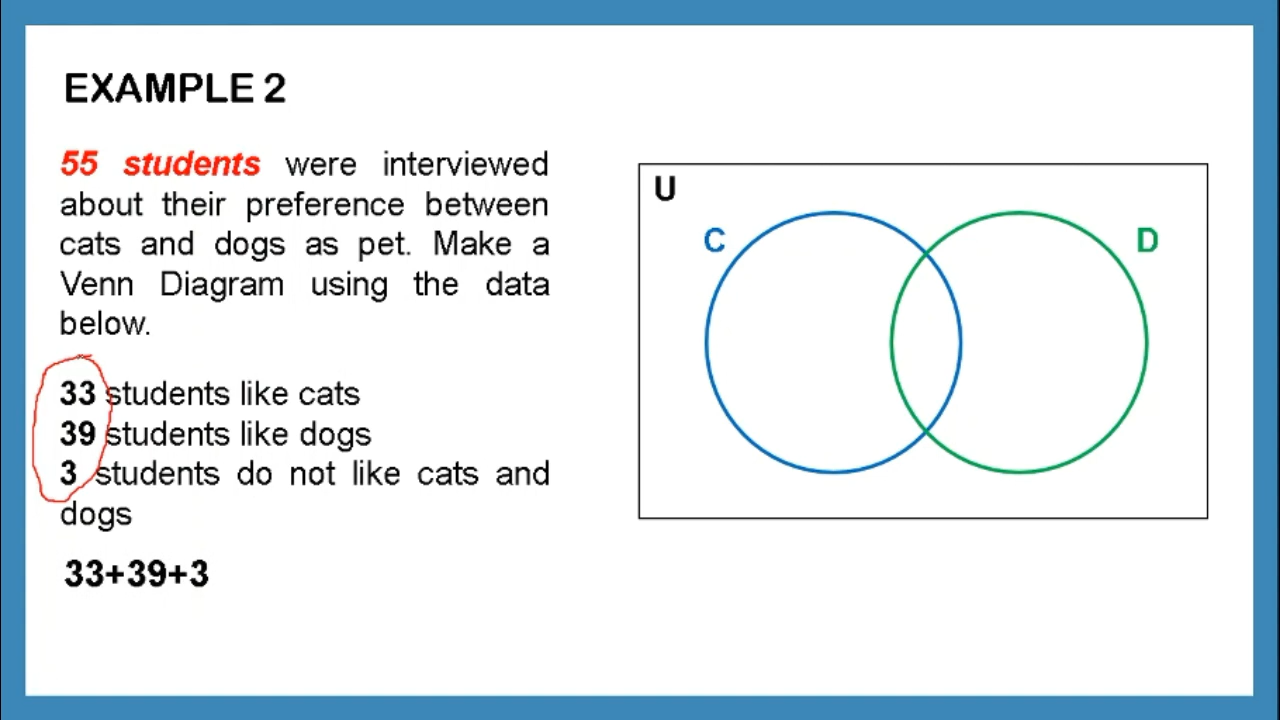 EXAMPLE 2
55 students were interviewed
about their preference between
cats and dogs as pet. Make a
Venn Diagram using the data
below.
33 students like cats
39 students like dogs
3 students do not like cats and
dogs
33+39+3
U
C
D